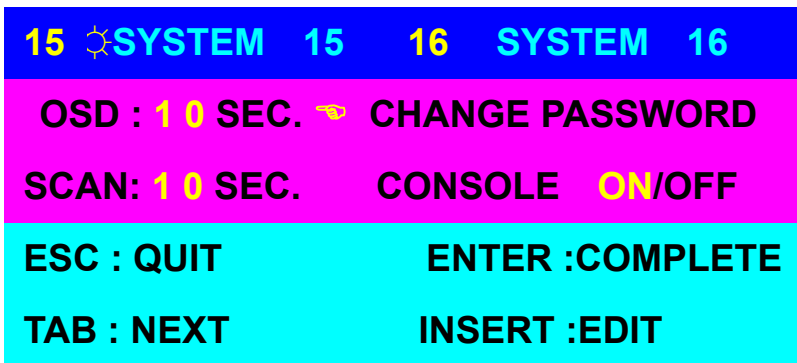 15 ☼SYSTEM 15 16 SYSTEM 16
OSD : 1 0 SEC. ☜ CHANGE PASSWORD
SCAN: 1 0 SEC. CONSOLE ON/OFF
ESC : QUIT ENTER :COMPLETE
TAB : NEXT INSERT :EDIT